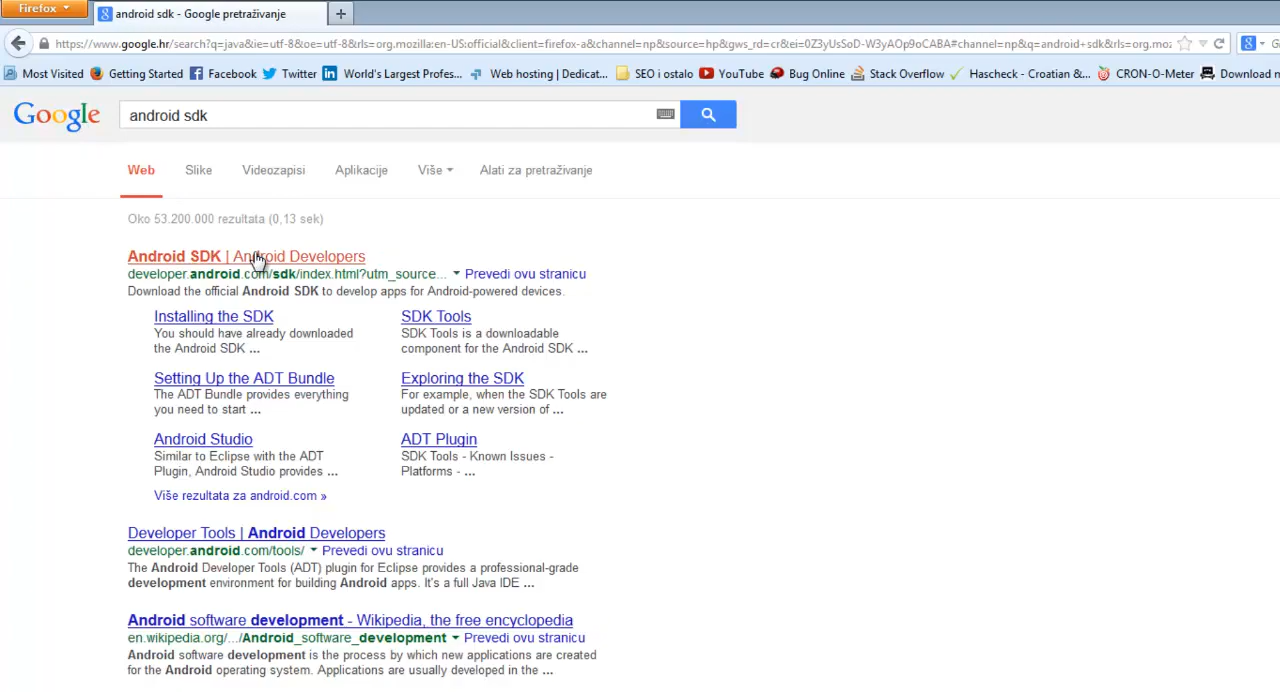 Firefox
android sdk - Google pretraživanje
https://www.google.hr/search?q=java&ie=utf-8&oe=utf-8&rls=org.mozilla:en-US:official&client=firefox-a&channel=np&source=hp&gws_rd=cr&ei=0Z3yUsSoD-W3yAOp9oCABA#channel=np&q=android+sdk&rls=org.moz
Most Visited Getting Started Facebook Twitter World's Largest Profes... Web hosting | Dedicat... SEO i ostalo YouTube Bug Online Stack Overflow Hascheck - Croatian &... CRON-O-Meter Download
Google android sdk
Web Slike Videozapisi Aplikacije Više Alati za pretraživanje
Oko 53.200.000 rezultata (0,13 sek)
Android SDK | Android Developers
developer.android.com/sdk/index.html?utm_source... Prevedi ovu stranicu
Download the official Android SDK to develop apps for Android-powered devices.
Installing the SDK
You should have already downloaded
the Android SDK ...
SDK Tools
SDK Tools is a downloadable
component for the Android SDK ...
Setting Up the ADT Bundle
The ADT Bundle provides everything
you need to start ...
Exploring the SDK
For example, when the SDK Tools are
updated or a new version of ...
Android Studio
Similar to Eclipse with the ADT
Plugin, Android Studio provides ...
ADT Plugin
SDK Tools - Known Issues -
Platforms - ...
Više rezultata za android.com »
Developer Tools | Android Developers
developer.android.com/tools/ Prevedi ovu stranicu
The Android Developer Tools (ADT) plugin for Eclipse provides a professional-grade
development environment for building Android apps. It's a full Java IDE ...
Android software development - Wikipedia, the free encyclopedia
en.wikipedia.org/.../Android_software_development Prevedi ovu stranicu
Android software development is the process by which new applications are created
for the Android operating system. Applications are usually developed in the ...